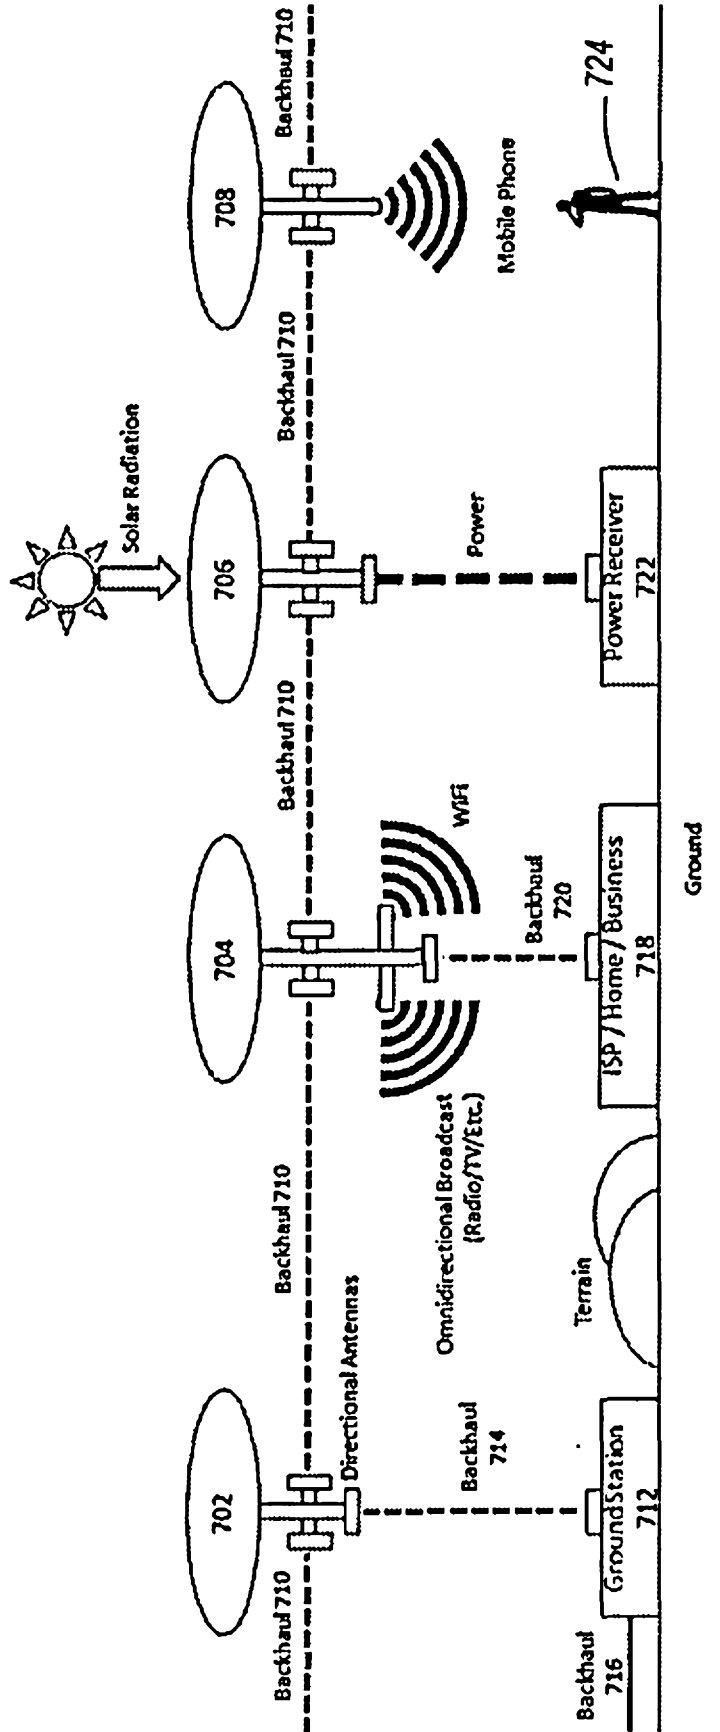 Solar Radiation
702
704
706
708
Backhaul 710
Backhaul 710
Backhaul 710
Backhaul 710
Backhaul 710
Directional Antennas
Omnidirectional Broadcast
(Radio/TV/Etc.)
WiFi
Power
Mobile Phone
Backhaul
714
Backhaul
720
724
Terrain
Backhaul
716
Ground Station
712
ISP / Home / Business
718
Power Receiver
722
Ground